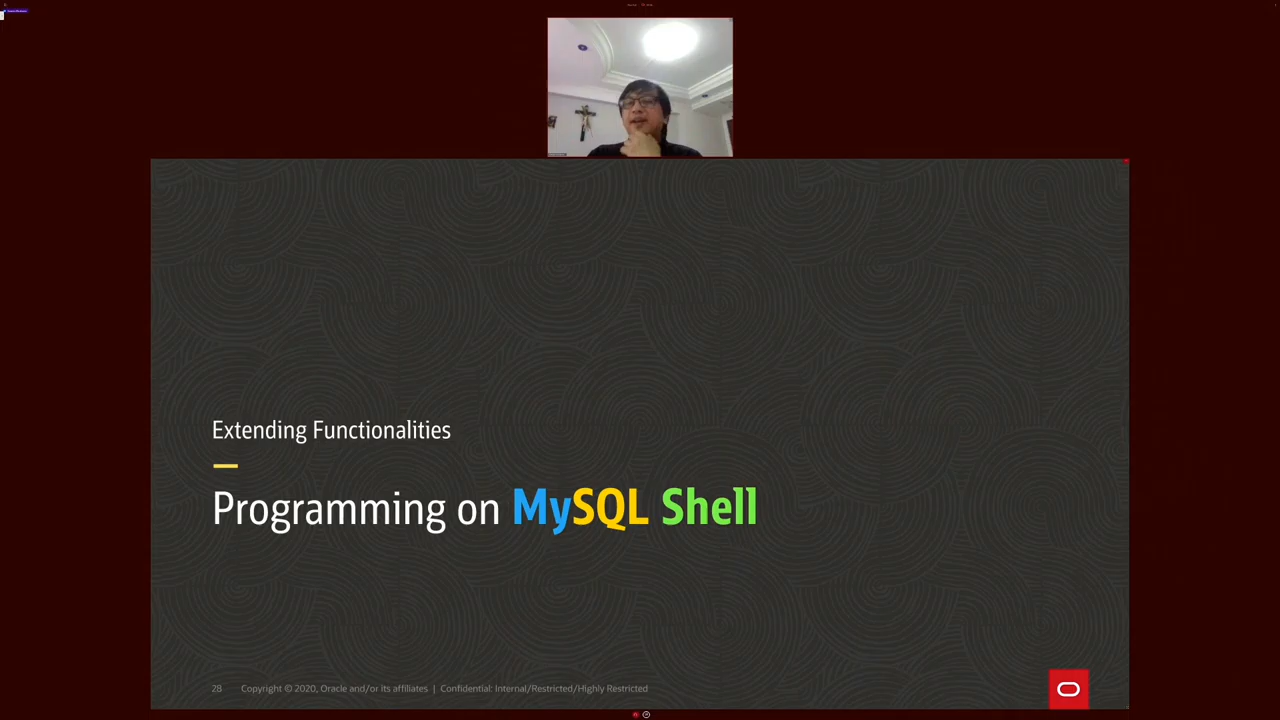 Extending Functionalities
Programming on MySQL Shell
28 Copyright © 2020, Oracle and/or its affiliates | Confidential: Internal/Restricted/Highly Restricted